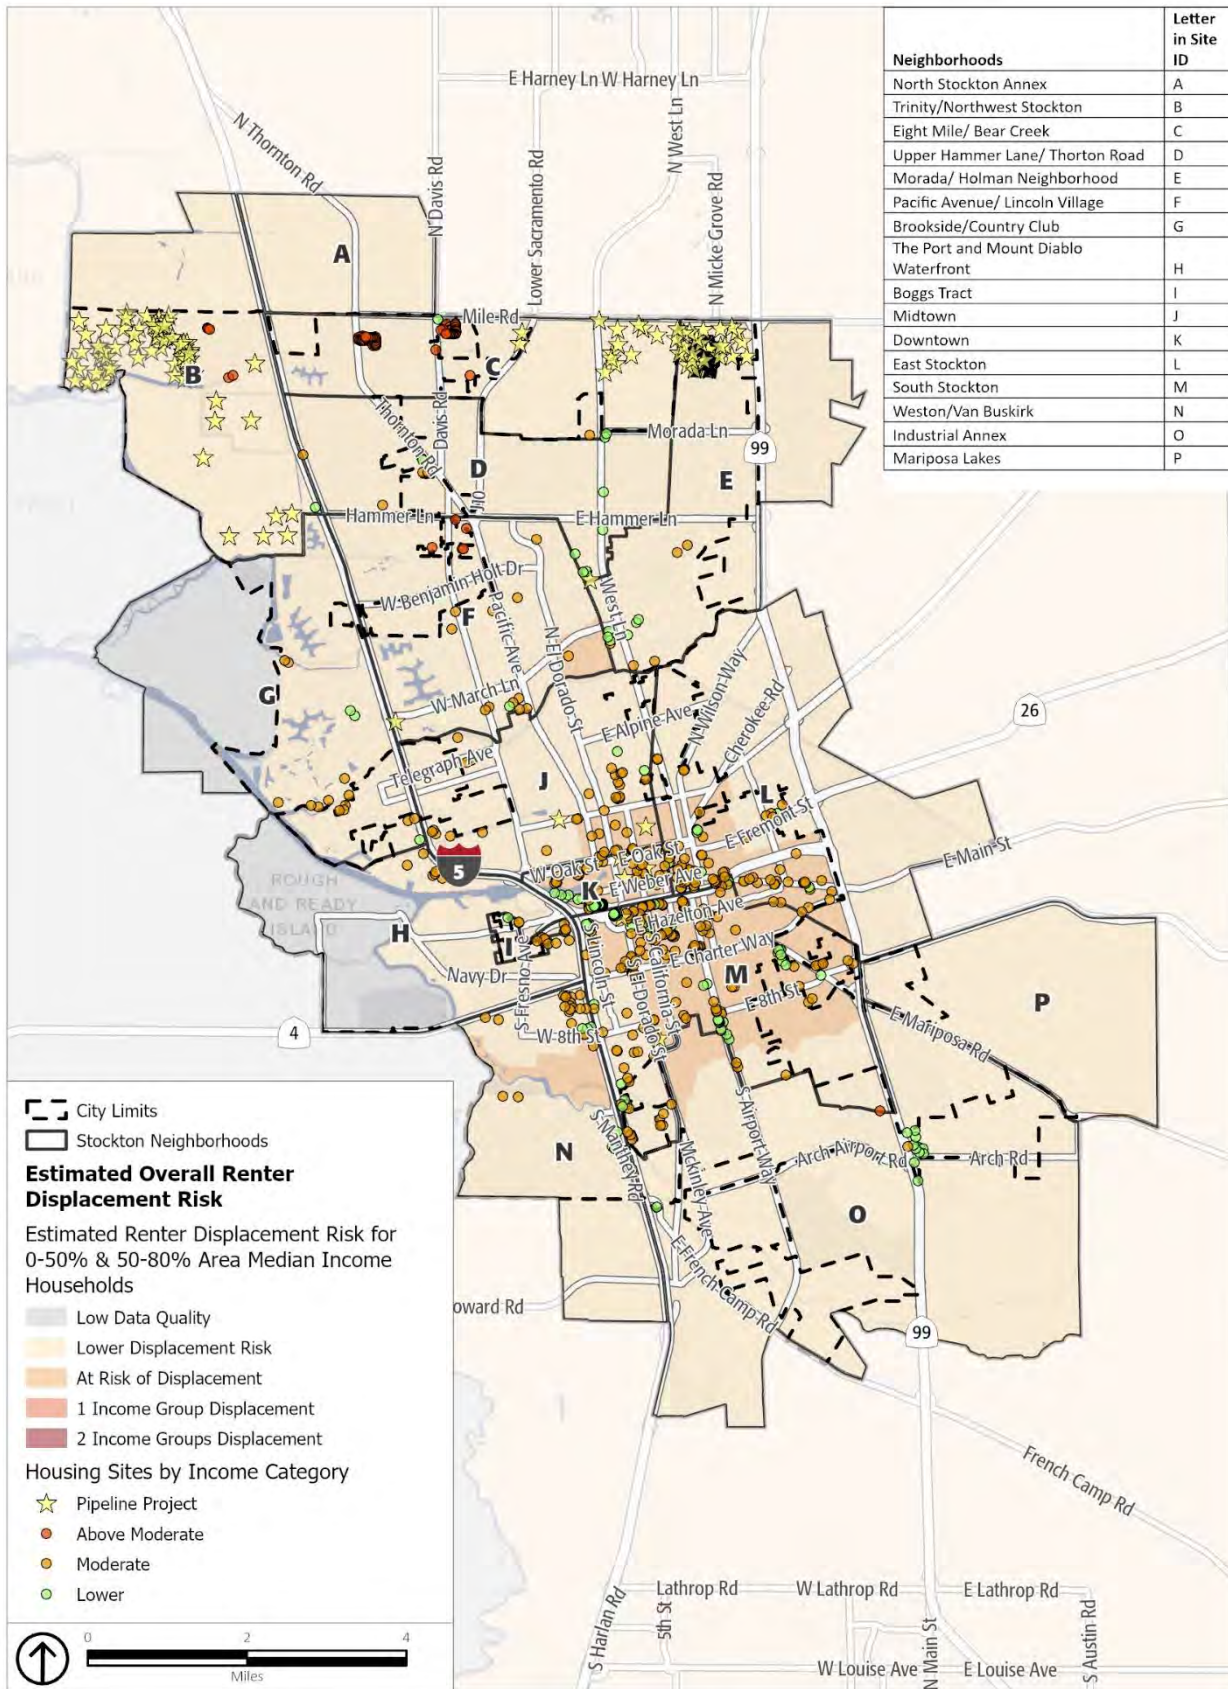 Neighborhoods
Letter
in Site
ID
North Stockton Annex A
Trinity/Northwest Stockton B
Eight Mile/ Bear Creek C
Upper Hammer Lane/ Thorton Road D
Morada/ Holman Neighborhood E
Pacific Avenue/ Lincoln Village F
Brookside/Country Club G
The Port and Mount Diablo
Waterfront H
Boggs Tract I
Midtown J
Downtown K
East Stockton L
South Stockton M
Weston/Van Buskirk N
Industrial Annex O
Mariposa Lakes P
E Harney Ln W Harney Ln
N Thornton Rd
N Davis Rd
Lower Sacramento Rd
N West Ln
N Micke Grove Rd
A
Mile Rd
B
C
Thornton Rd
Davis Rd
Morada Ln
99
D
E
J10
Hammer Ln
E Hammer Ln
W Benjamin Holt Dr
West Ln
F
Pacific Ave
N El Dorado St
G
W March Ln
N Wilson Way
Cherokee Rd
E Alpine Ave
26
Telegraph Ave
J
L
E Fremont St
E Main St
5
W Oak St
E Oak St
K
E Weber Ave
ROUGH
AND READY
ISLAND
E Hazelton Ave
H
I
S Fresno Ave
S Lincoln St
S El Dorado St
S California St
E Charter Way
M
Navy Dr
E 8th St
P
4
W 8th St
E Mariposa Rd
N
S Manthey Rd
Mckinley Ave
S Airport Way
Arch Airport Rd
Arch Rd
O
E French Camp Rd
oward Rd
99
French Camp Rd
City Limits
Stockton Neighborhoods
Estimated Overall Renter
Displacement Risk
Estimated Renter Displacement Risk for
0-50% & 50-80% Area Median Income
Households
Low Data Quality
Lower Displacement Risk
At Risk of Displacement
1 Income Group Displacement
2 Income Groups Displacement
Housing Sites by Income Category
Pipeline Project
Above Moderate
Moderate
Lower
0 2 4
Miles
S Harlan Rd
Lathrop Rd
W Lathrop Rd
E Lathrop Rd
5th St
W Louise Ave
N Main St
E Louise Ave
S Austin Rd